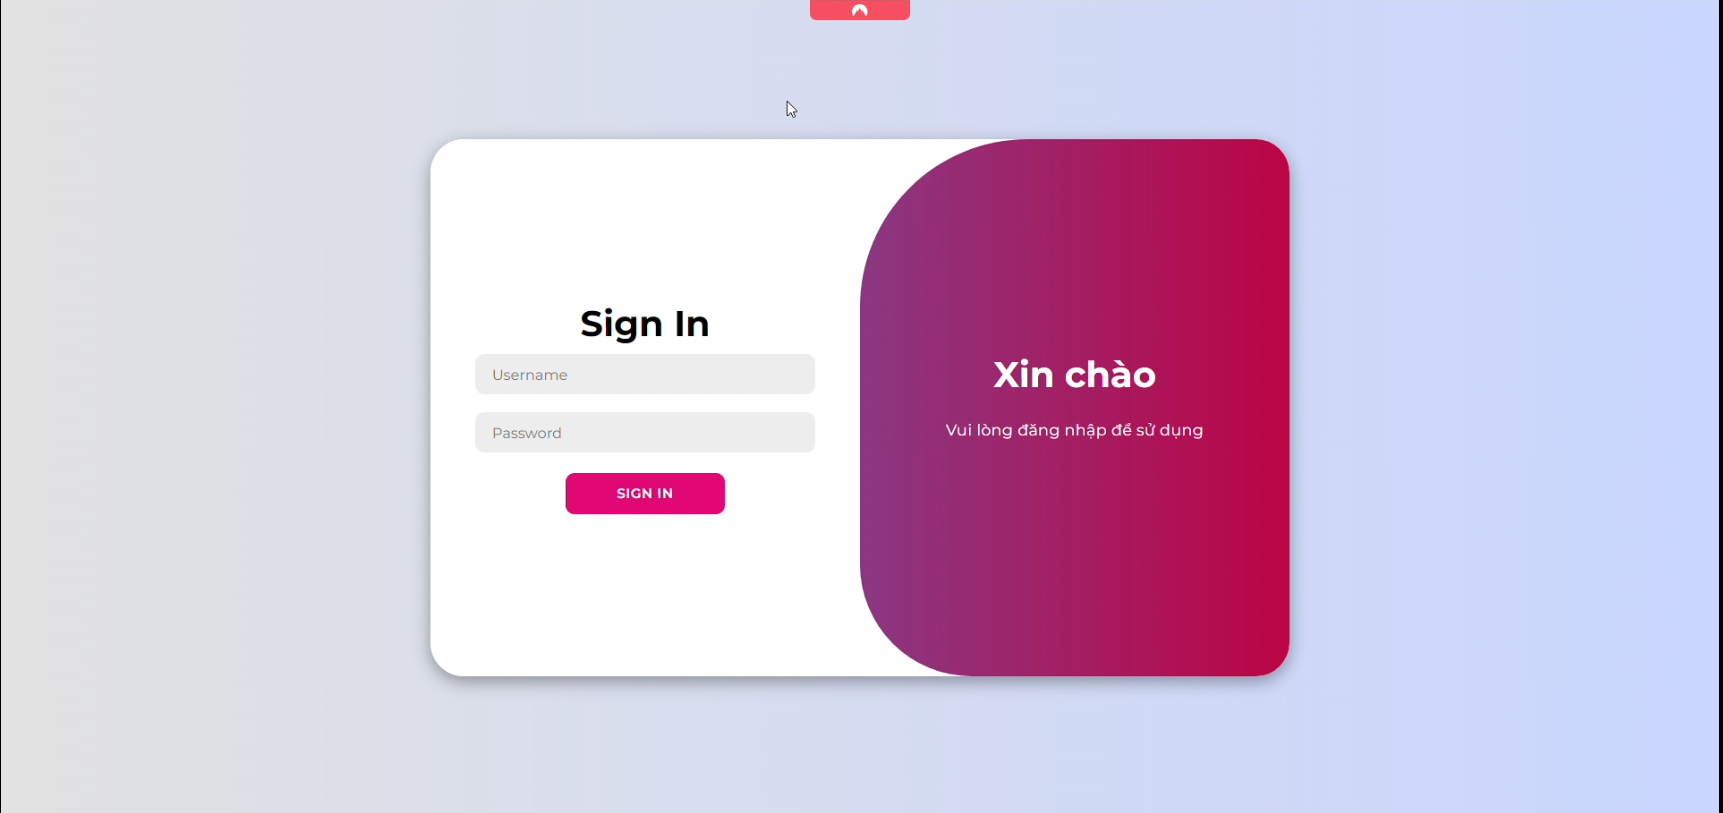 Sign In
Username
Password
SIGN IN
Xin chào
Vui lòng đăng nhập để sử dụng